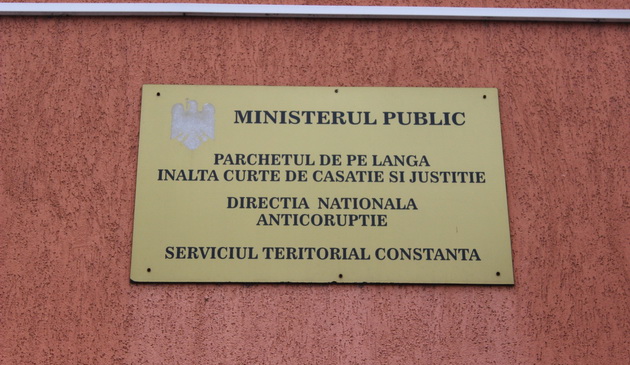 MINISTERUL PUBLIC
PARCHETUL DE PE LANGA
INALTA CURTE DE CASATIE SI JUSTITIE
DIRECTIA NATIONALA
ANTICORUPTIE
SERVICIUL TERITORIAL CONSTANTA